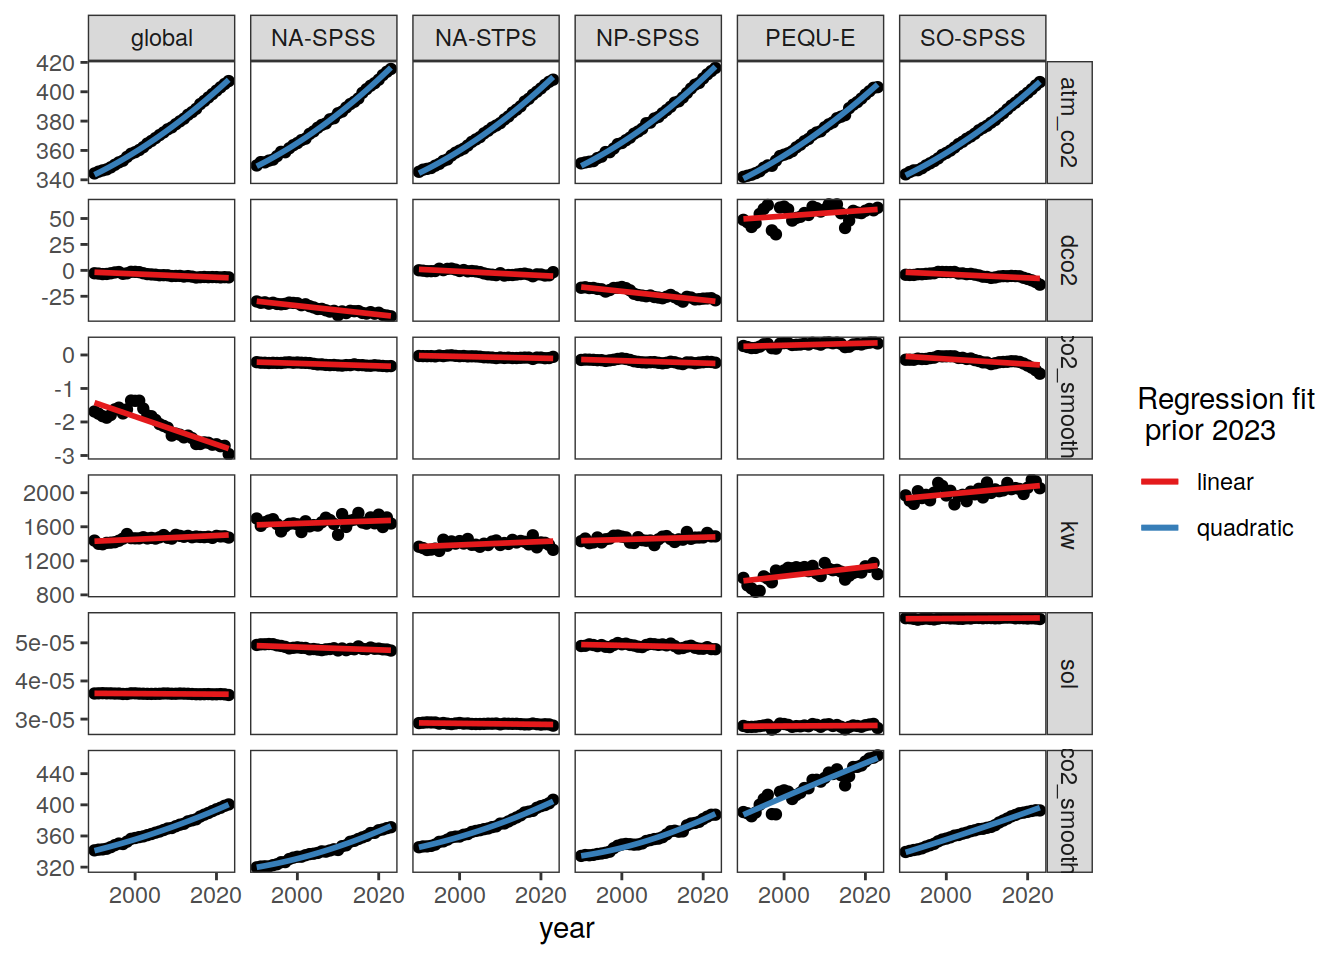 global NA-SPSS NA-STPS NP-SPSS PEQU-E SO-SPSS
420
400
380
360
340
atm_co2
50
25
0
-25
dco2
0
-1
-2
-3
co2_smooth
2000
1600
1200
800
kw
5e-05
4e-05
3e-05
sol
440
400
360
320
co2_smooth
2000 2020 2000 2020 2000 2020 2000 2020 2000 2020 2000 2020
year
Regression fit
prior 2023
linear
quadratic